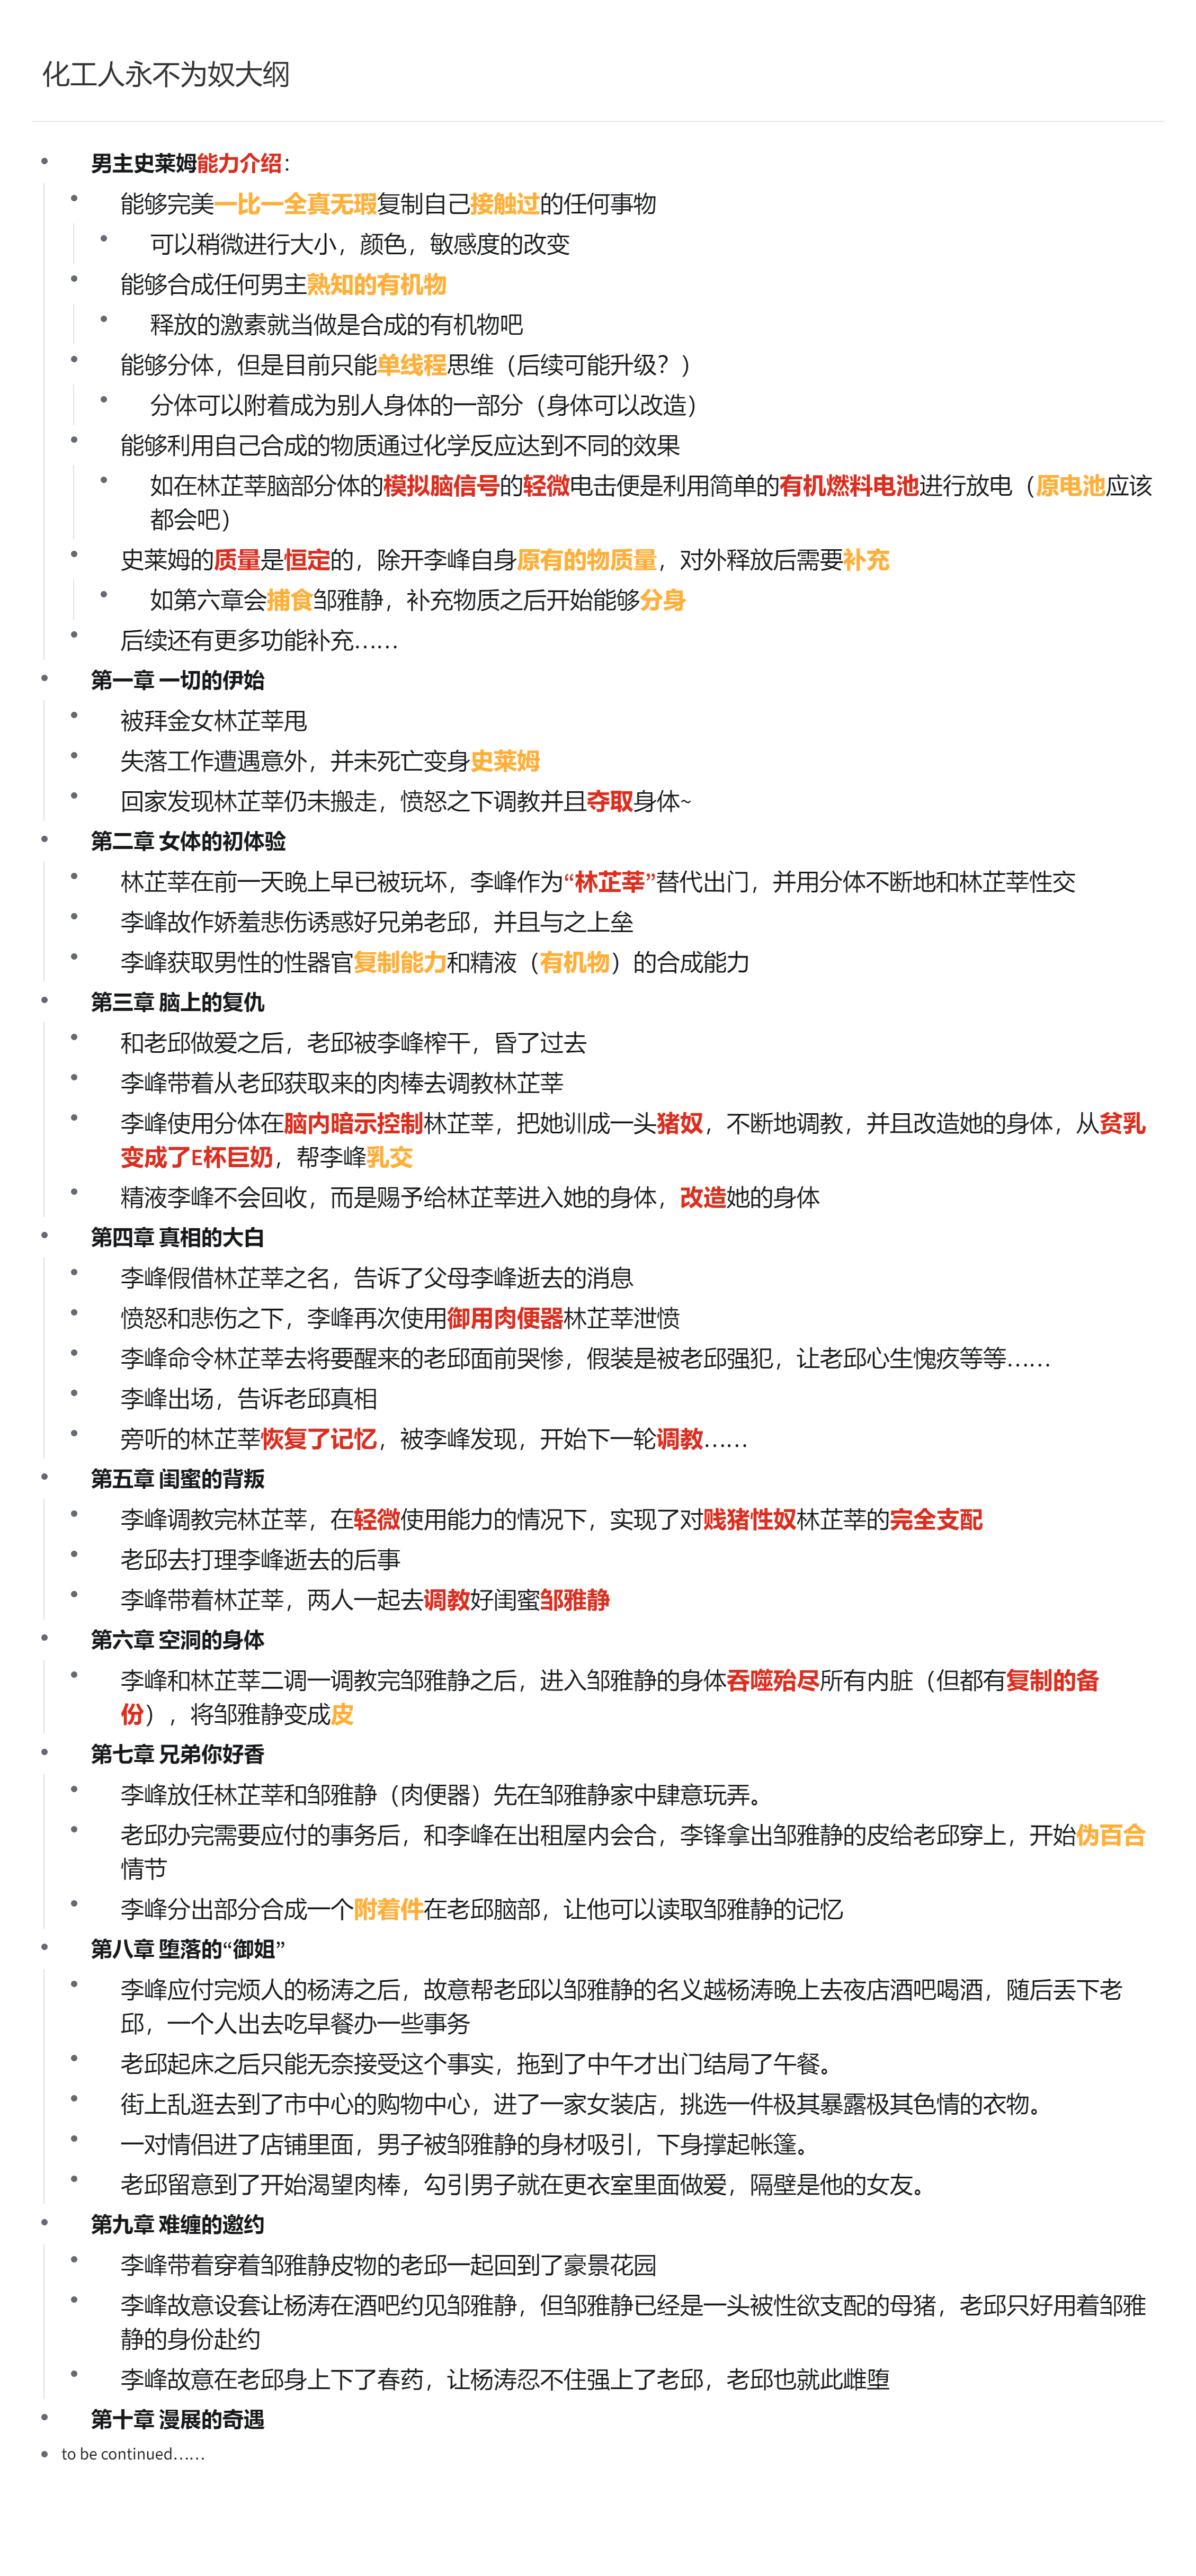 化工人永不为奴大纲
男主史莱姆能力介绍：
能够完美一比一全真无瑕复制自己接触过的任何事物
可以稍微进行大小，颜色，敏感度的改变
能够合成任何男主熟知的有机物
释放的激素就当做是合成的有机物吧
能够分体，但是目前只能单线程思维（后续可能升级？）
分体可以附着成为别人身体的一部分（身体可以改造）
能够利用自己合成的物质通过化学反应达到不同的效果
如在林芷莘脑部分体的模拟脑信号的轻微电击便是利用简单的有机燃料电池进行放电（原电池应该
都会吧）
史莱姆的质量是恒定的，除开李峰自身原有的物质量，对外释放后需要补充
如第六章会捕食邹雅静，补充物质之后开始能够分身
后续还有更多功能补充……
第一章 一切的伊始
被拜金女林芷莘甩
失落工作遭遇意外，并未死亡变身史莱姆
回家发现林芷莘仍未搬走，愤怒之下调教并且夺取身体~
第二章 女体的初体验
林芷莘在前一天晚上早已被玩坏，李峰作为“林芷莘”替代出门，并用分体不断地和林芷莘性交
李峰故作娇羞悲伤诱惑好兄弟老邱，并且与之上垒
李峰获取男性的性器官复制能力和精液（有机物）的合成能力
第三章 脑上的复仇
和老邱做爱之后，老邱被李峰榨干，昏了过去
李峰带着从老邱获取来的肉棒去调教林芷莘
李峰使用分体在脑内暗示控制林芷莘，把她训成一头猪奴，不断地调教，并且改造她的身体，从贫乳
变成了E杯巨奶，帮李峰乳交
精液李峰不会回收，而是赐予给林芷莘进入她的身体，改造她的身体
第四章 真相的大白
李峰假借林芷莘之名，告诉了父母李峰逝去的消息
愤怒和悲伤之下，李峰再次使用御用肉便器林芷莘泄愤
李峰命令林芷莘去将要醒来的老邱面前哭惨，假装是被老邱强犯，让老邱心生愧疚等等……
李峰出场，告诉老邱真相
旁听的林芷莘恢复了记忆，被李峰发现，开始下一轮调教……
第五章 闺蜜的背叛
李峰调教完林芷莘，在轻微使用能力的情况下，实现了对贱猪性奴林芷莘的完全支配
老邱去打理李峰逝去的后事
李峰带着林芷莘，两人一起去调教好闺蜜邹雅静
第六章 空洞的身体
李峰和林芷莘二调一调教完邹雅静之后，进入邹雅静的身体吞噬殆尽所有内脏（但都有复制的备
份），将邹雅静变成皮
第七章 兄弟你好香
李峰放任林芷莘和邹雅静（肉便器）先在邹雅静家中肆意玩弄。
老邱办完需要应付的事务后，和李峰在出租屋内会合，李锋拿出邹雅静的皮给老邱穿上，开始伪百合
情节
李峰分出部分合成一个附着件在老邱脑部，让他可以读取邹雅静的记忆
第八章 堕落的“御姐”
李峰应付完烦人的杨涛之后，故意帮老邱以邹雅静的名义越杨涛晚上去夜店酒吧喝酒，随后丢下老
邱，一个人出去吃早餐办一些事务
老邱起床之后只能无奈接受这个事实，拖到了中午才出门结局了午餐。
街上乱逛去到了市中心的购物中心，进了一家女装店，挑选一件极其暴露极其色情的衣物。
一对情侣进了店铺里面，男子被邹雅静的身材吸引，下身撑起帐篷。
老邱留意到了开始渴望肉棒，勾引男子就在更衣室里面做爱，隔壁是他的女友。
第九章 难缠的邀约
李峰带着穿着邹雅静皮物的老邱一起回到了豪景花园
李峰故意设套让杨涛在酒吧约见邹雅静，但邹雅静已经是一头被性欲支配的母猪，老邱只好用着邹雅
静的身份赴约
李峰故意在老邱身上下了春药，让杨涛忍不住强上了老邱，老邱也就此雌堕
第十章 漫展的奇遇
to be continued……